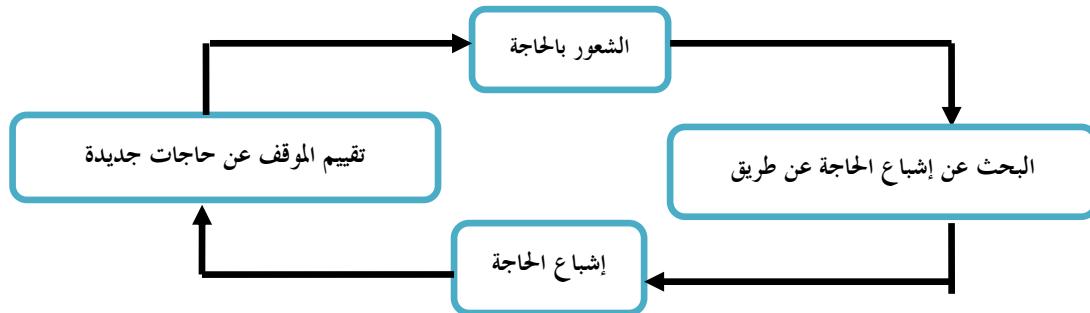 الشعور بالحاجة
البحث عن إشباع الحاجة عن طريق
إشباع الحاجة
تقييم الموقف عن حاجات جديدة